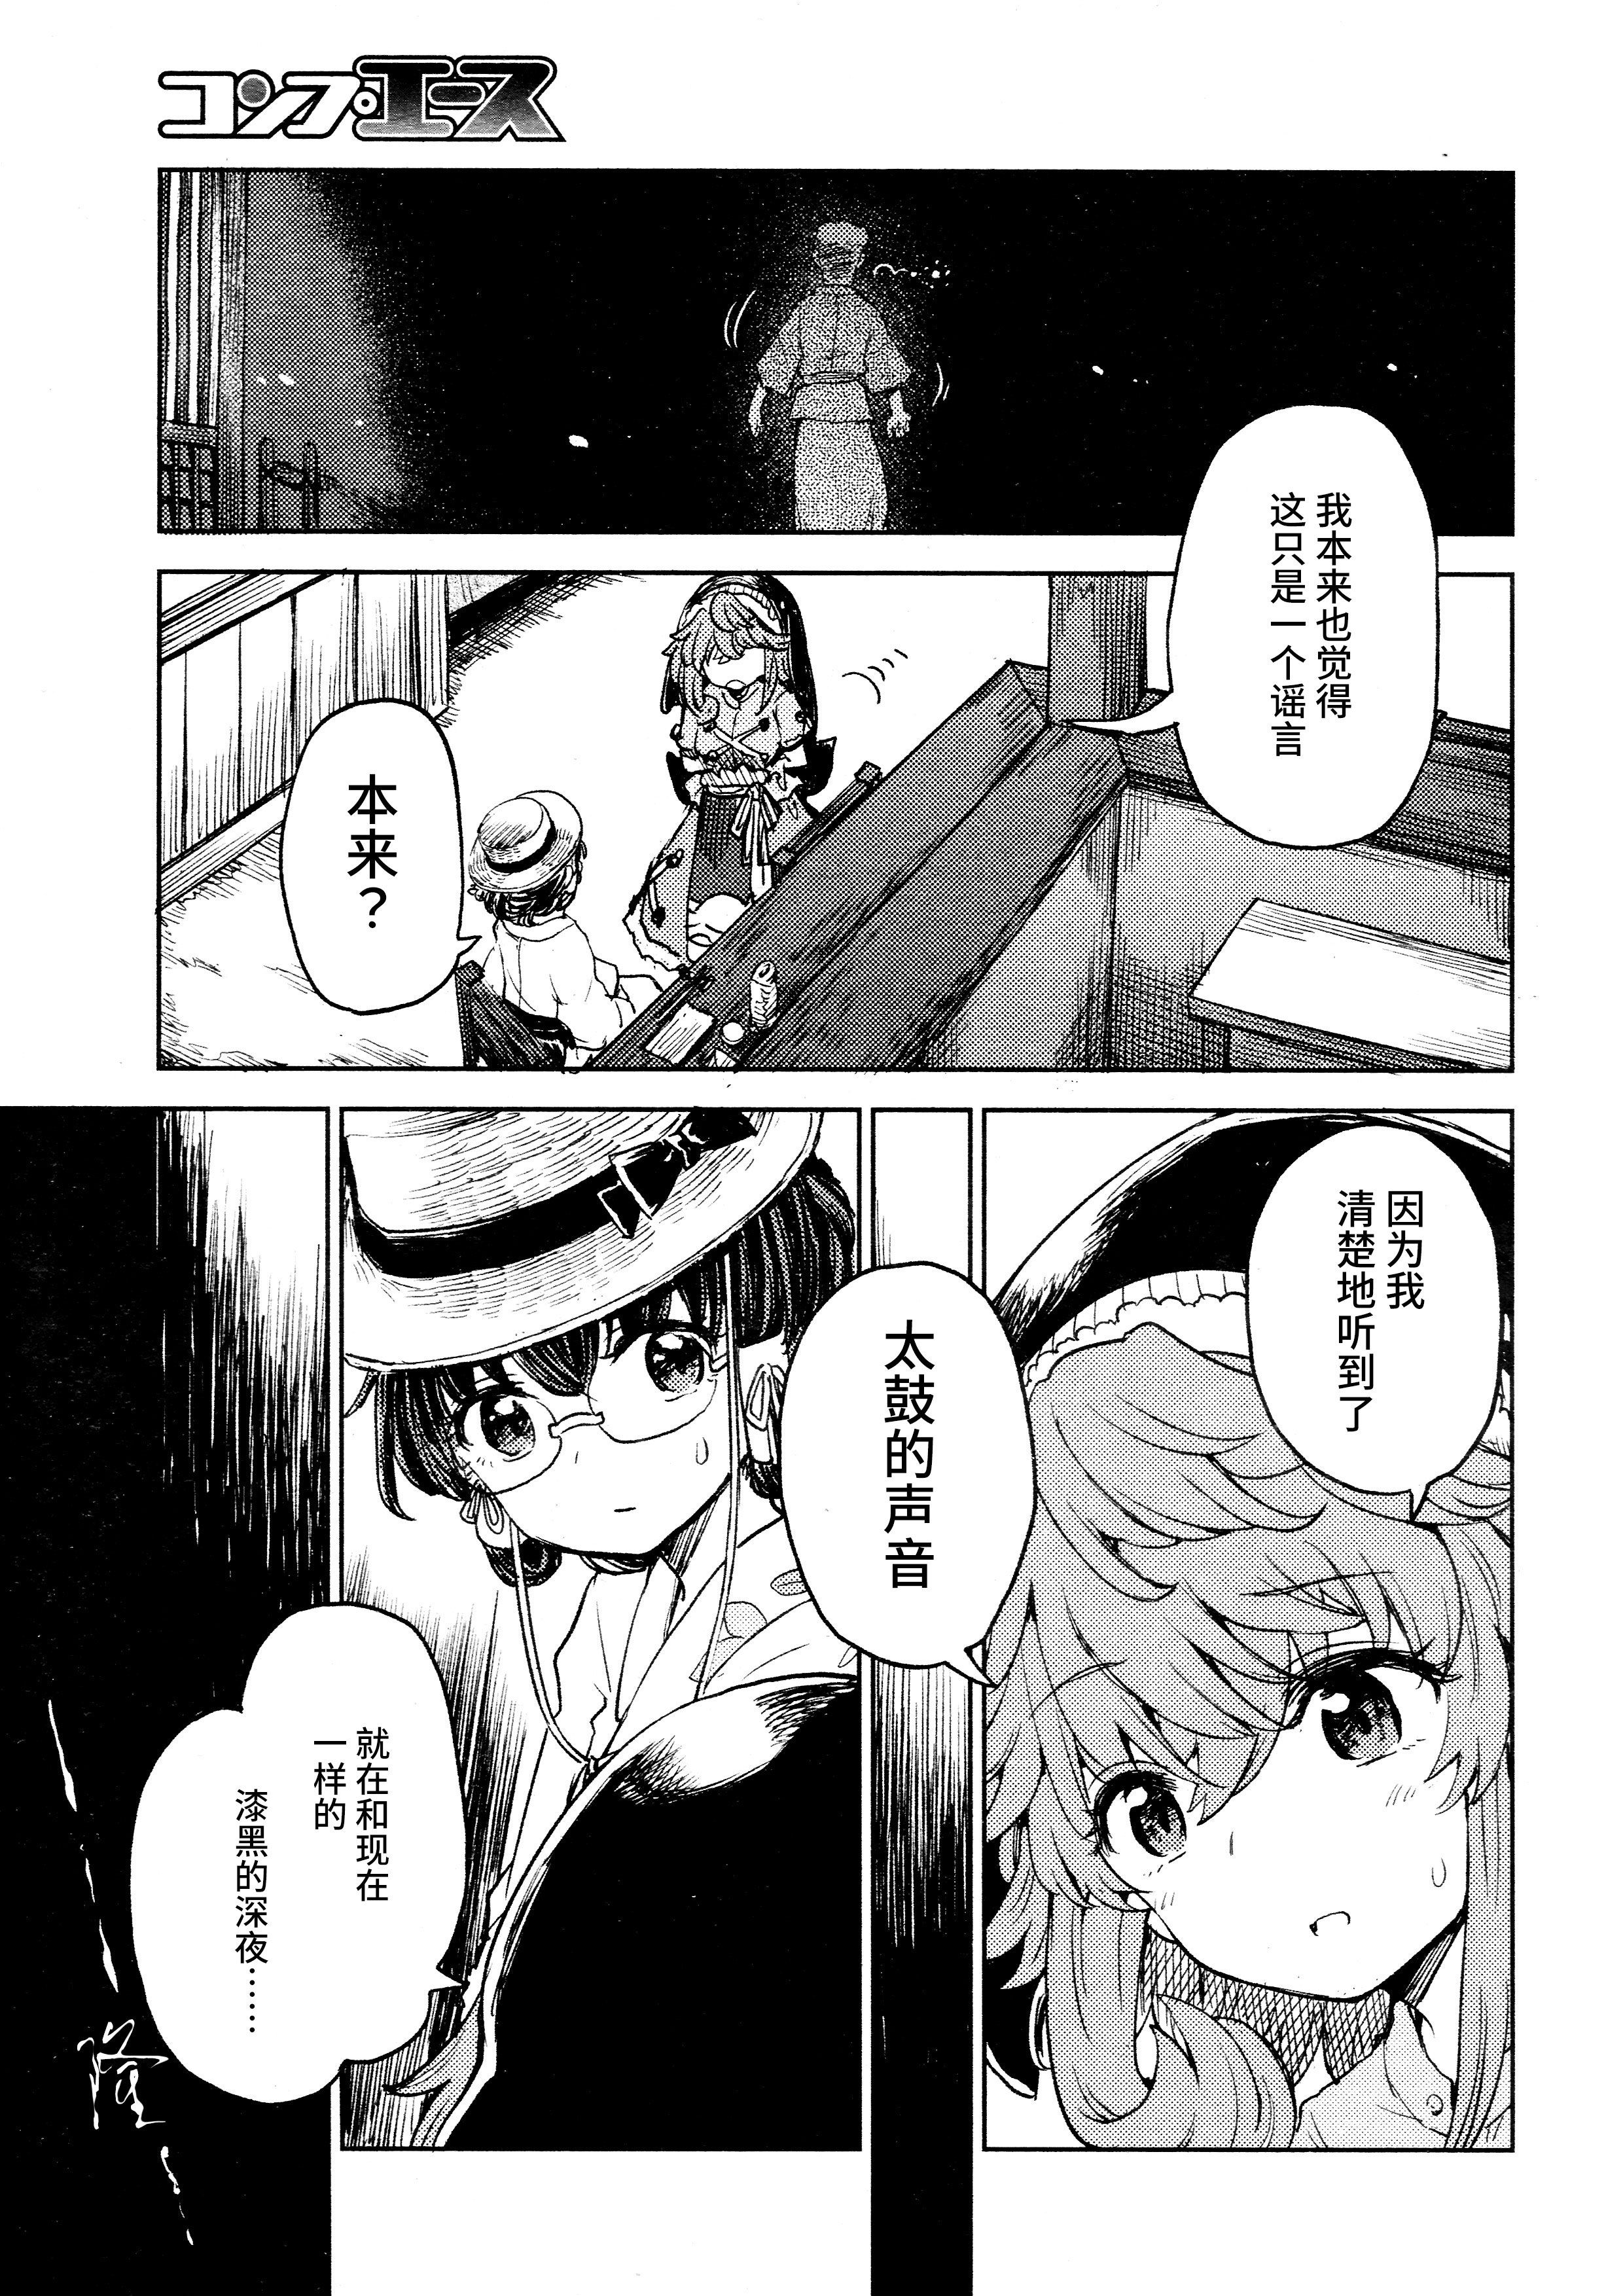 コンプエース
我本来也觉得
这只是一个谣言
本来？
因为我
清楚地听到了
太鼓的声音
就在和现在
一样的
漆黑的深夜……
隆